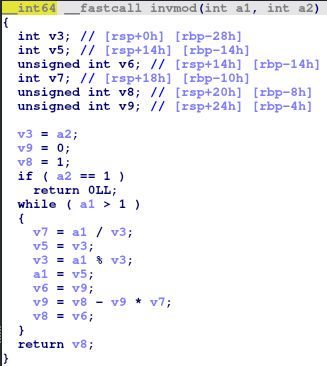 __int64 __fastcall invmod(int a1, int a2)
{
  int v3; // [rsp+0h] [rbp-28h]
  int v5; // [rsp+14h] [rbp-14h]
  unsigned int v6; // [rsp+14h] [rbp-14h]
  int v7; // [rsp+18h] [rbp-10h]
  unsigned int v8; // [rsp+20h] [rbp-8h]
  unsigned int v9; // [rsp+24h] [rbp-4h]

  v3 = a2;
  v9 = 0;
  v8 = 1;
  if ( a2 == 1 )
    return 0LL;
  while ( a1 > 1 )
  {
    v7 = a1 / v3;
    v5 = v3;
    v3 = a1 % v3;
    a1 = v5;
    v6 = v9;
    v9 = v8 - v9 * v7;
    v8 = v6;
  }
  return v8;
}